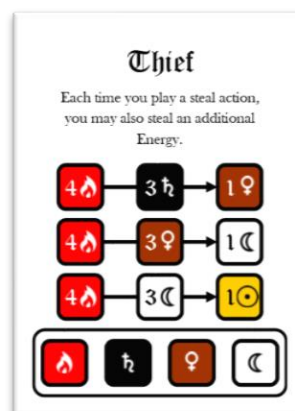 Thief
Each time you play a steal action,
you may also steal an additional
Energy.
4 3♄ 1♀
4 3♀ 1☾
4 3☾ 1☉
♄ ♀ ☾